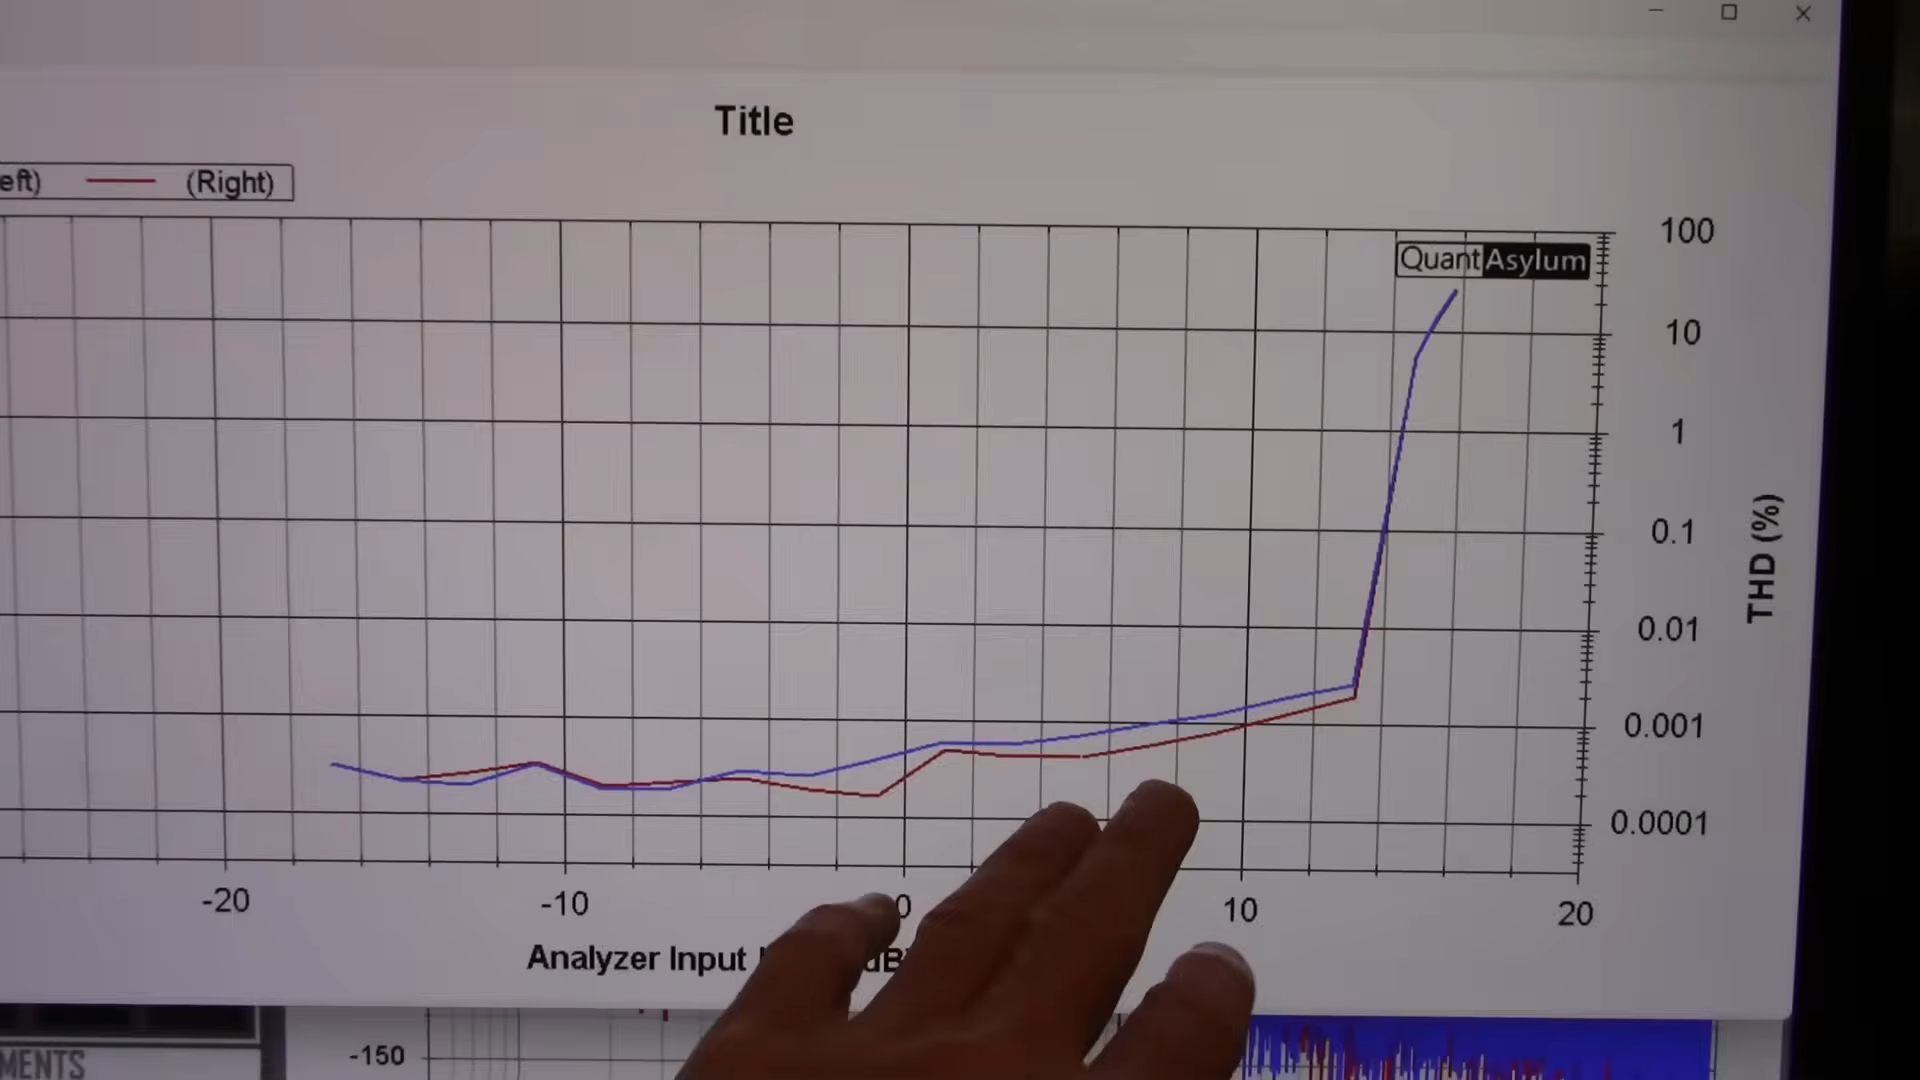 Title
eft) (Right)
QuantAsylum
100
10
1
0.1
0.01
0.001
0.0001
THD (%)
-20 -10 0 10 20
Analyzer Input dB
-150
MENTS